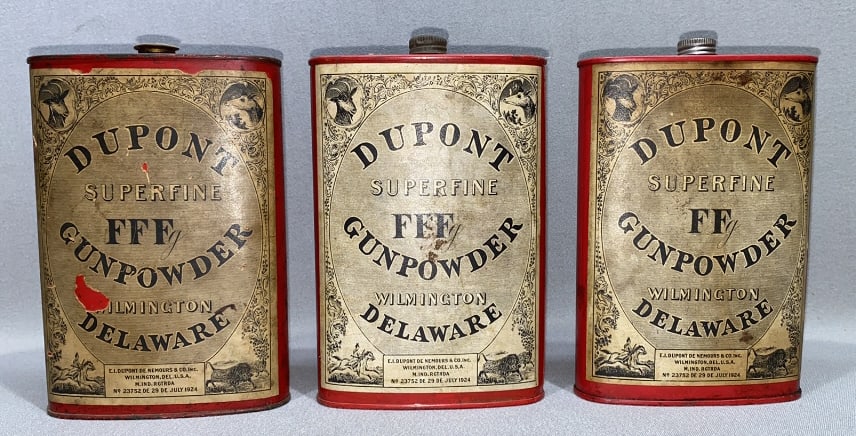 DUPONT
SUPERFINE
FFFg
GUNPOWDER
WILMINGTON
DELAWARE
E.I. DUPONT DE NEMOURS & CO. INC.
WILMINGTON, DEL. U.S.A.
M. IND. RGTRDA
Nº 23752 DE 29 DE JULY 1924
DUPONT
SUPERFINE
FFFg
GUNPOWDER
WILMINGTON
DELAWARE
E.I. DUPONT DE NEMOURS & CO. INC.
WILMINGTON, DEL. U.S.A.
M. IND. RGTRDA
Nº 23752 DE 29 DE JULY 1924
DUPONT
SUPERFINE
FFg
GUNPOWDER
WILMINGTON
DELAWARE
E.I. DUPONT DE NEMOURS & CO. INC.
WILMINGTON, DEL. U.S.A.
M. IND. RGTRDA
Nº 23752 DE 29 DE JULY 1924